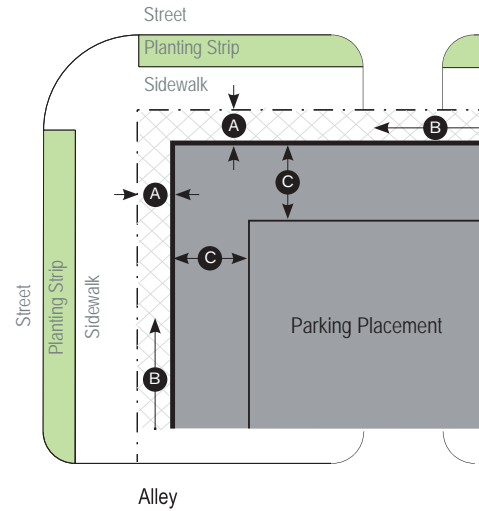 Street
Planting Strip
Sidewalk
A
B
C
A
C
Parking Placement
B
Street
Planting Strip
Sidewalk
Alley